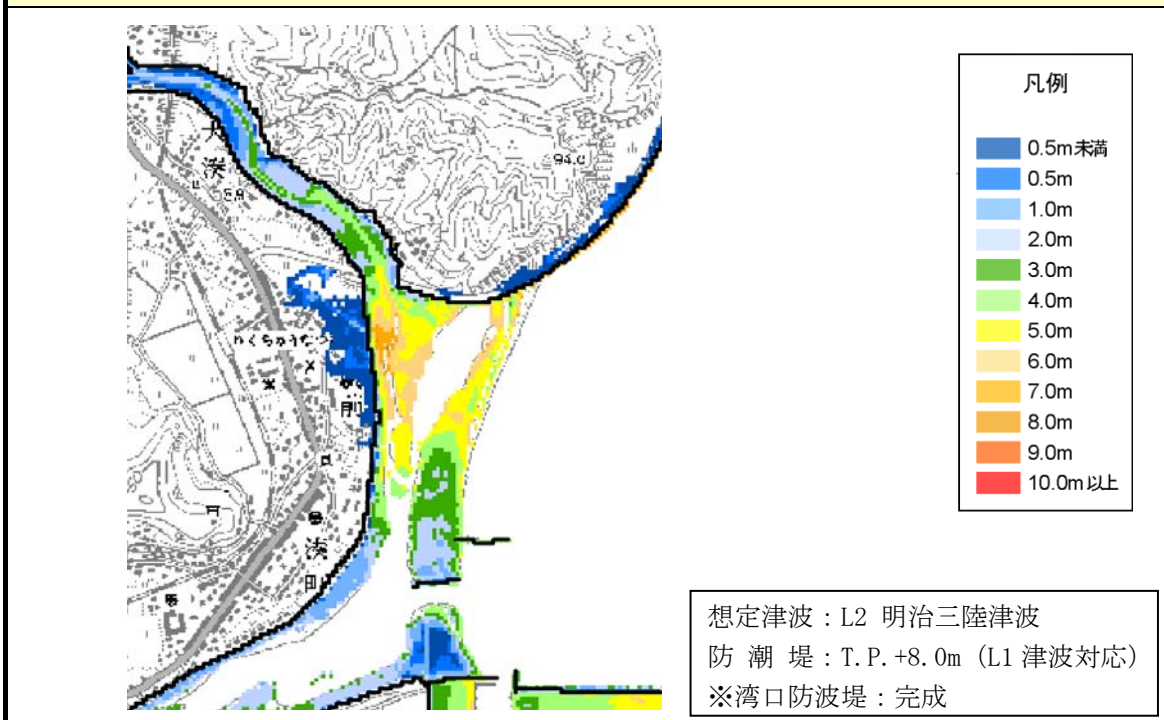 凡例
0.5m未満
0.5m
1.0m
2.0m
3.0m
4.0m
5.0m
6.0m
7.0m
8.0m
9.0m
10.0m以上
大
湊
湊
想定津波：L2 明治三陸津波
防 潮 堤：T.P.+8.0m（L1津波対応）
※湾口防波堤：完成